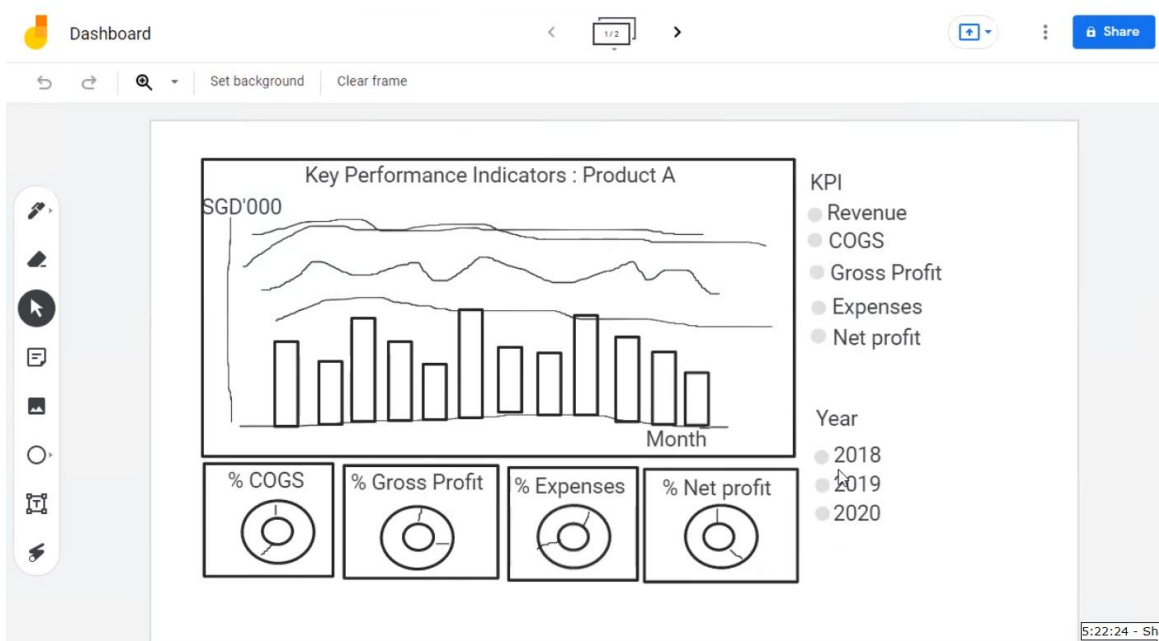 Dashboard
1/2
Share
Set background
Clear frame
Key Performance Indicators : Product A
SGD'000
Month
KPI
Revenue
COGS
Gross Profit
Expenses
Net profit
Year
2018
2019
2020
% COGS
% Gross Profit
% Expenses
% Net profit
5:22:24 - Sh